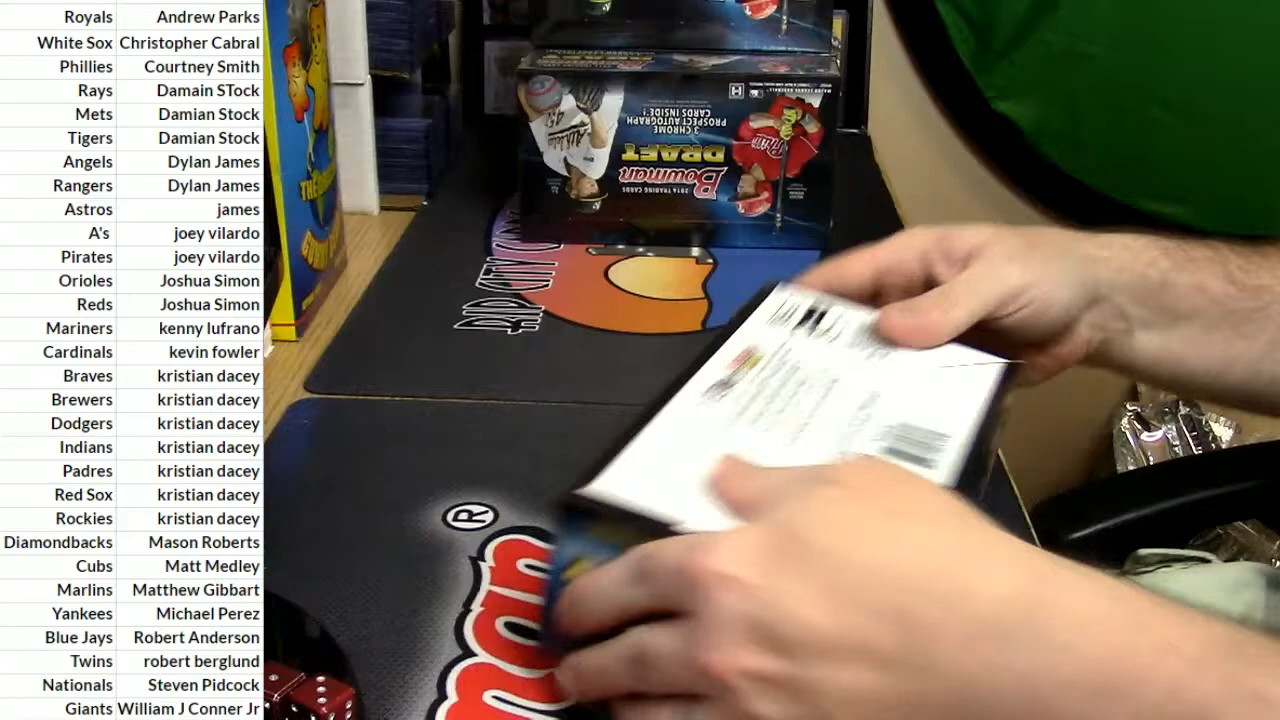 Royals Andrew Parks
White Sox Christopher Cabral
Phillies Courtney Smith
Rays Damain STock
Mets Damian Stock
Tigers Damian Stock
Angels Dylan James
Rangers Dylan James
Astros james
A's joey vilardo
Pirates joey vilardo
Orioles Joshua Simon
Reds Joshua Simon
Mariners kenny lufrano
Cardinals kevin fowler
Braves kristian dacey
Brewers kristian dacey
Dodgers kristian dacey
Indians kristian dacey
Padres kristian dacey
Red Sox kristian dacey
Rockies kristian dacey
Diamondbacks Mason Roberts
Cubs Matt Medley
Marlins Matthew Gibbart
Yankees Michael Perez
Blue Jays Robert Anderson
Twins robert berglund
Nationals Steven Pidcock
Giants William J Conner Jr
2014 TRADING CARDS
Bowman
DRAFT
3 CHROME
PROSPECT AUTOGRAPH
CARDS INSIDE!
RIP CITY
®